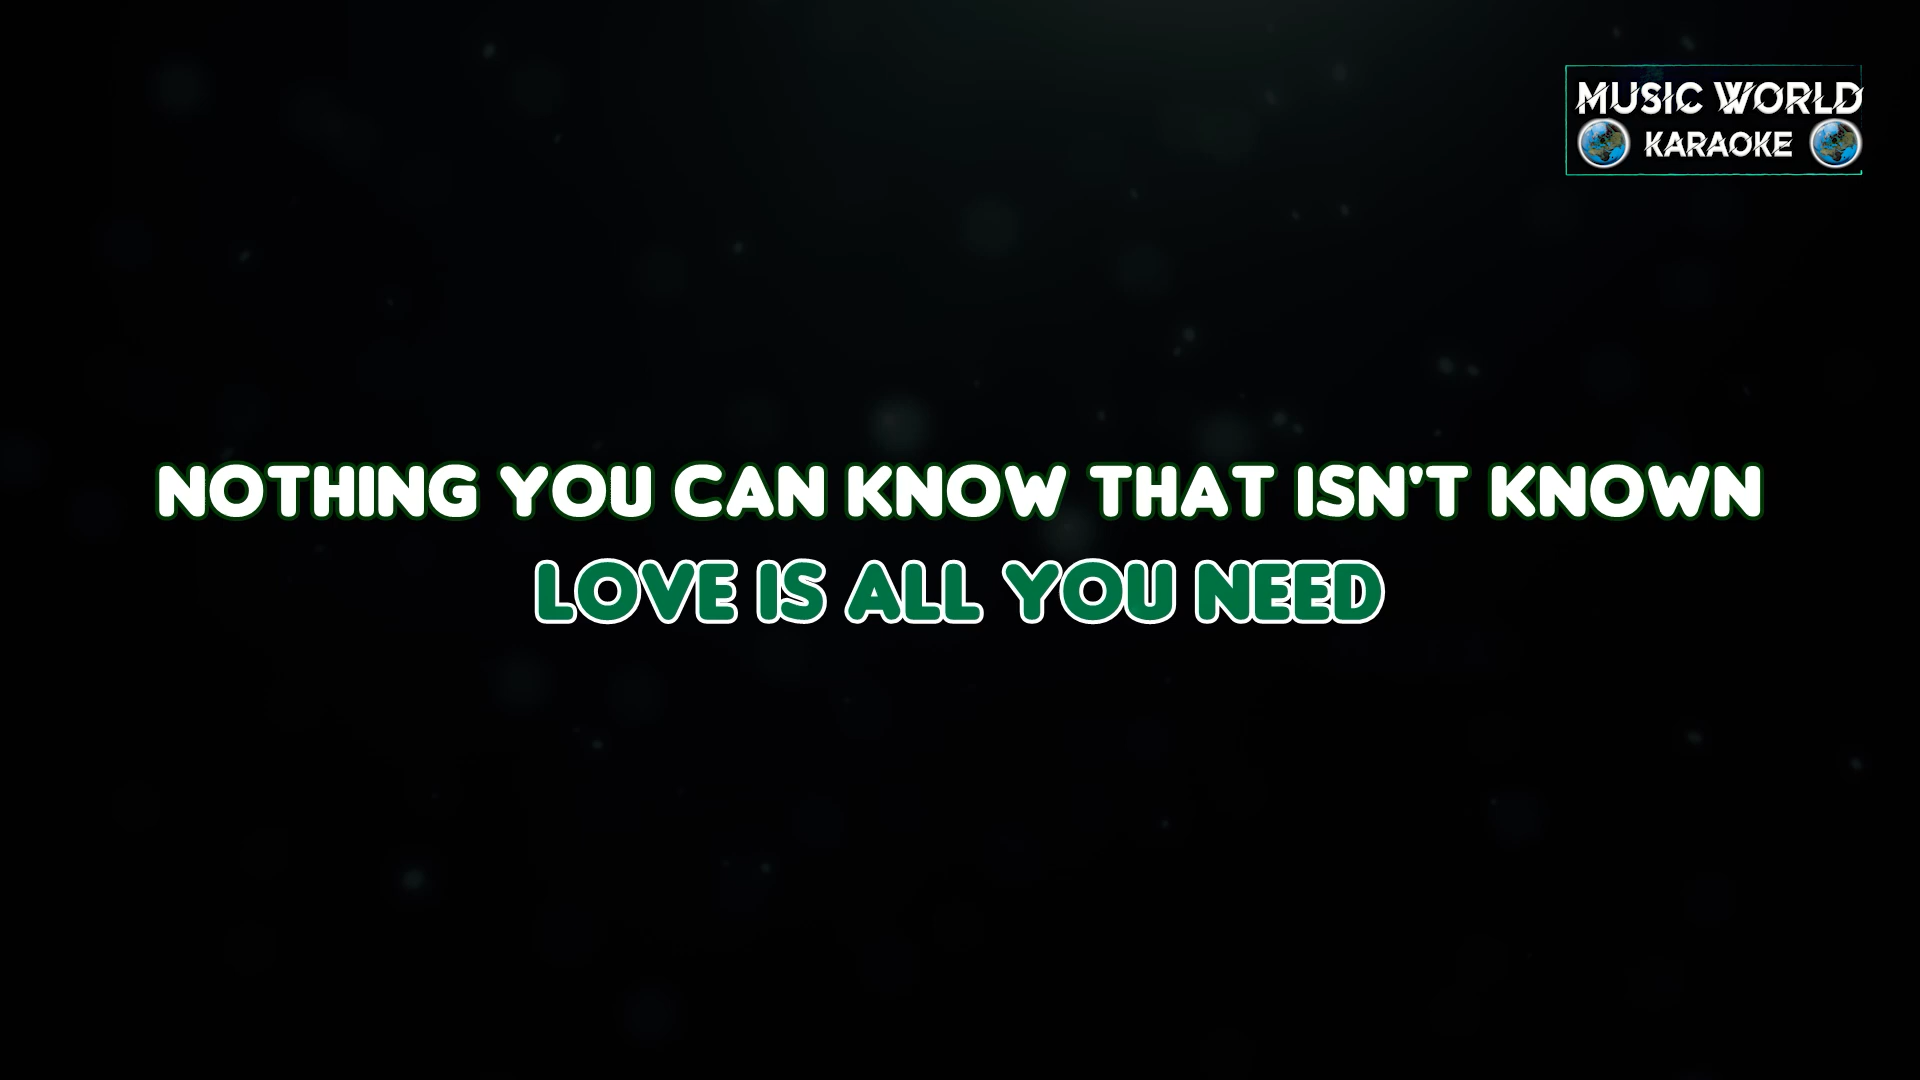 MUSIC WORLD
KARAOKE
NOTHING YOU CAN KNOW THAT ISN'T KNOWN
LOVE IS ALL YOU NEED